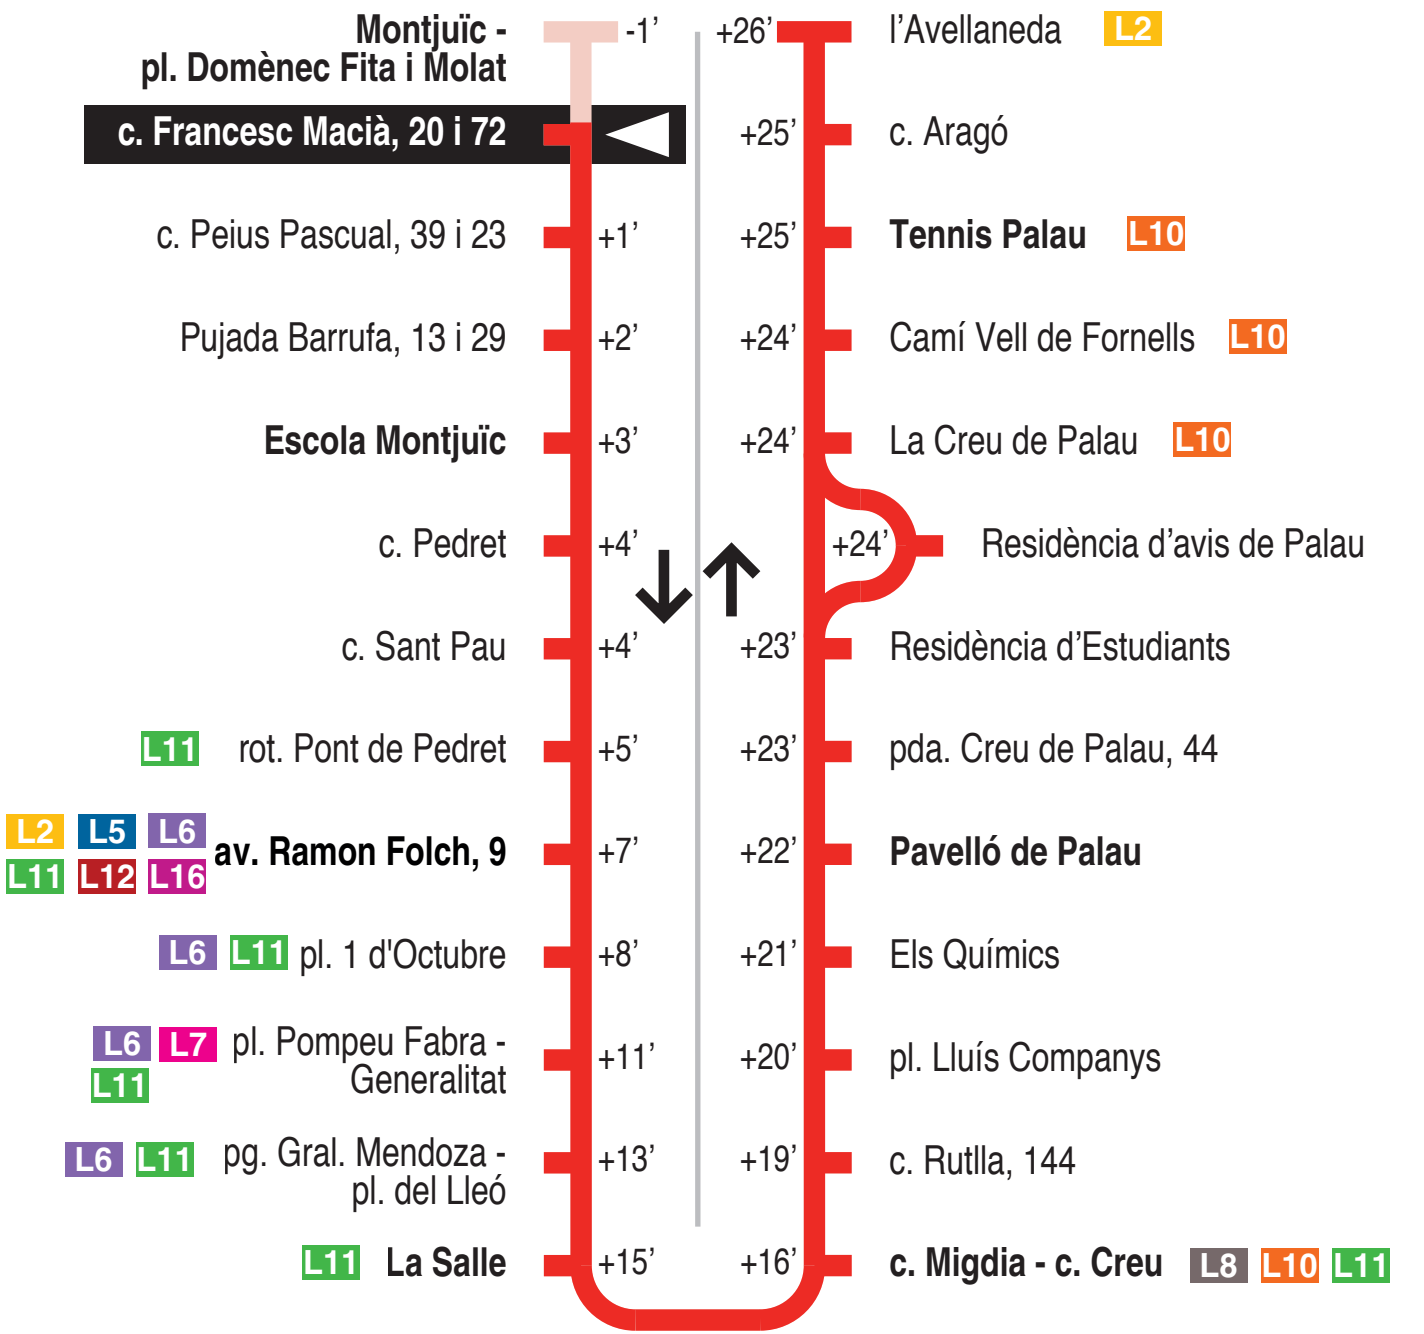 Montjuïc -
pl. Domènec Fita i Molat
-1’
c. Francesc Macià, 20 i 72
c. Peius Pascual, 39 i 23 +1’
Pujada Barrufa, 13 i 29 +2’
Escola Montjuïc +3’
c. Pedret +4’
c. Sant Pau +4’
L11 rot. Pont de Pedret +5’
L2 L5 L6
L11 L12 L16
av. Ramon Folch, 9 +7’
L6 L11 pl. 1 d'Octubre +8’
L6 L7
L11
pl. Pompeu Fabra -
Generalitat
+11’
L6 L11 pg. Gral. Mendoza -
pl. del Lleó
+13’
L11 La Salle +15’
+26’ l’Avellaneda L2
+25’ c. Aragó
+25’ Tennis Palau L10
+24’ Camí Vell de Fornells L10
+24’ La Creu de Palau L10
+24’ Residència d’avis de Palau
+23’ Residència d’Estudiants
+23’ pda. Creu de Palau, 44
+22’ Pavelló de Palau
+21’ Els Químics
+20’ pl. Lluís Companys
+19’ c. Rutlla, 144
+16’ c. Migdia - c. Creu L8 L10 L11